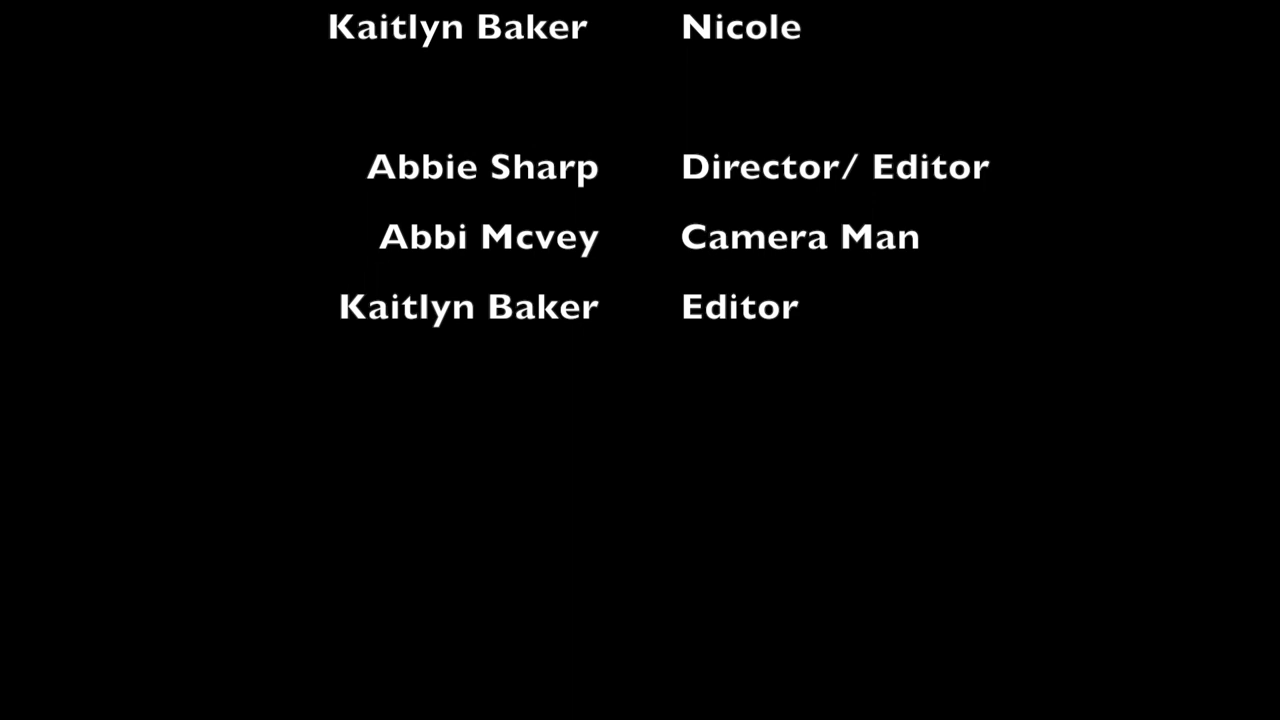 Kaitlyn Baker Nicole
Abbie Sharp Director/ Editor
Abbi Mcvey Camera Man
Kaitlyn Baker Editor